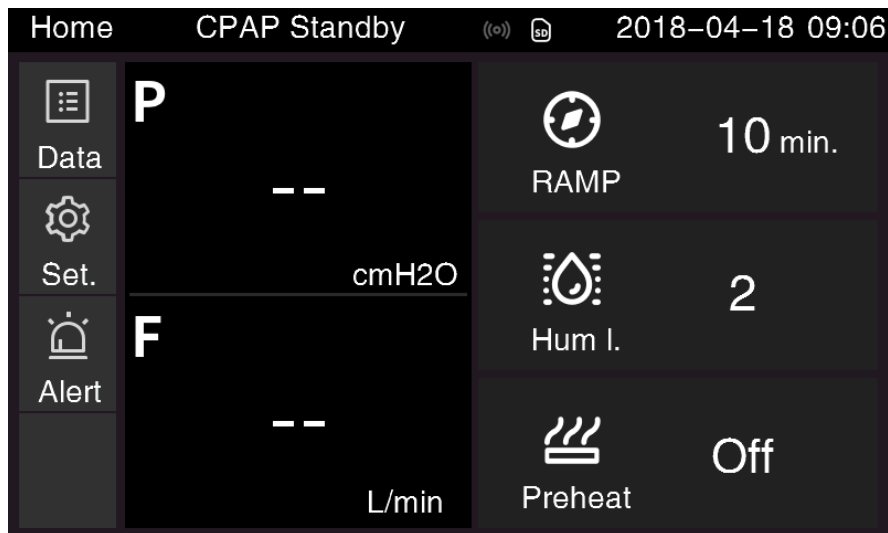 Home CPAP Standby SD 2018-04-18 09:06
Data
Set.
Alert
P
--
cmH2O
F
--
L/min
RAMP 10 min.
Hum l. 2
Preheat Off